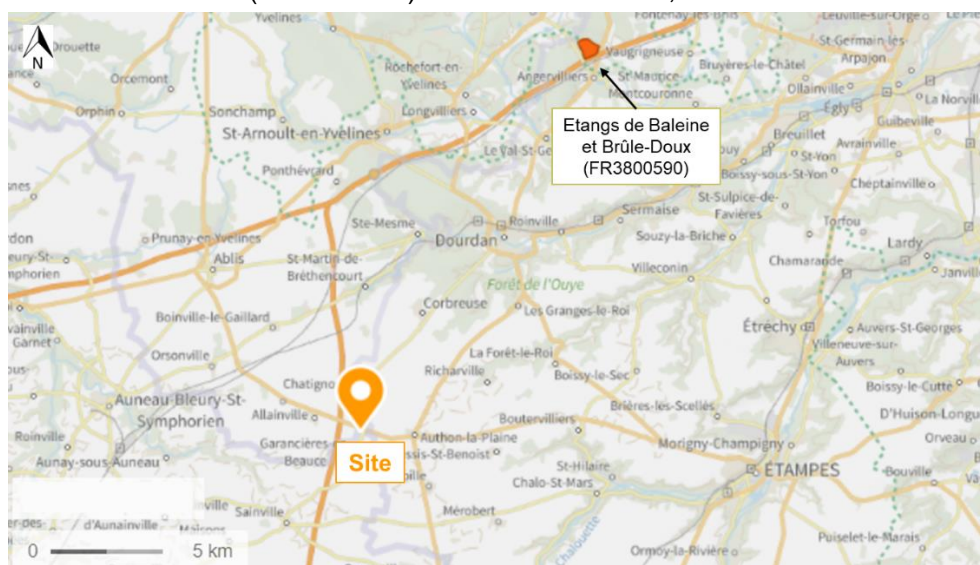 Yvelines
Fontenay-lès-Briis
Leuville-sur-Orge
Drouette
Vaugrigneuse
St-Germain-lès-
Arpajon
Rochefort-en-
Yvelines
Angervilliers
St-Maurice-
Montcouronne
Bruyères-le-Châtel
N
Orcemont
Longvilliers
Ollainville
La Norvil
Orphin
Sonchamp
Égly
St-Arnoult-en-Yvelines
Etangs de Baleine
et Brûle-Doux
(FR3800590)
Guibeville
Breuillet
Avrainville
Le Val-St-Ge
St-Yon
Boissy-sous-St-Yon
Cheptainville
Ponthévrard
St-Sulpice-de-
Favières
Ste-Mesme
Roinville
Sermaise
Torfou
Prunay-en-Yvelines
Dourdan
Souzy-la-Briche
Lardy
Ablis
St-Martin-de-
Bréthencourt
Villeconin
Chamarande
Janvil
Forêt de l'Ouye
Corbreuse
Les Granges-le-Roi
Boinville-le-Gaillard
Étréchy
Auvers-St-Georges
Garnet
Villeneuve-sur-
Auvers
Orsonville
La Forêt-le-Roi
Richarville
Boissy-le-Sec
Boissy-le-Cutté
Chatigno
Auneau-Bleury-St-
Symphorien
Allainville
Brières-les-Scellés
D'Huison-Longu
Boutervilliers
Roinville
Garancières-
Beauce
Authon-la-Plaine
Morigny-Champigny
Orveau
Aunay-sous-Auneau
Site
ssis-St-Benoist
ÉTAMPES
St-Hilaire
Bouville
Chalo-St-Mars
Sainville
Mérobert
d'Aunainville
Chalouette
Puiselet-le-Marais
0
5 km
Ormoy-la-Rivière